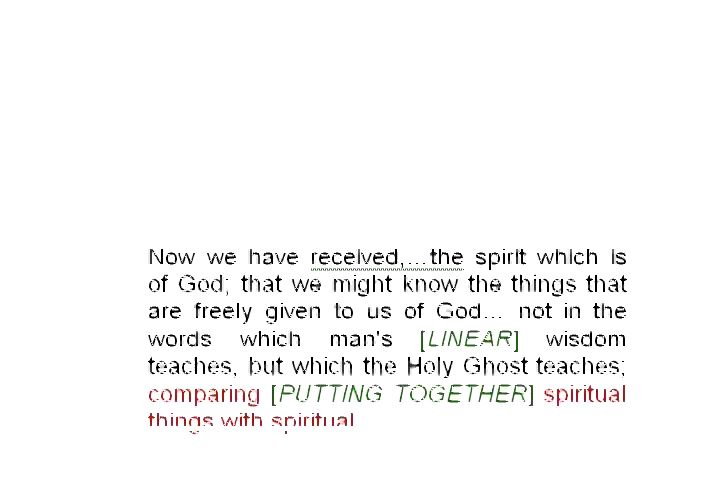 Now we have received,...the spirit which is
of God; that we might know the things that
are freely given to us of God... not in the
words which man's [LINEAR] wisdom
teaches, but which the Holy Ghost teaches;
comparing [PUTTING TOGETHER] spiritual
things with spiritual